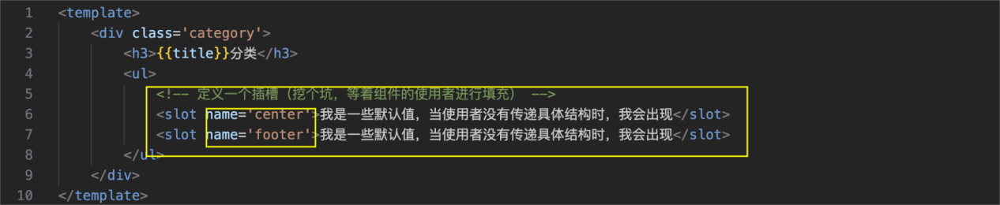 1 <template>
2 <div class='category'>
3 <h3>{{title}}分类</h3>
4 <ul>
5 <!-- 定义一个插槽（挖个坑，等着组件的使用者进行填充） -->
6 <slot name='center'>我是一些默认值，当使用者没有传递具体结构时，我会出现</slot>
7 <slot name='footer'>我是一些默认值，当使用者没有传递具体结构时，我会出现</slot>
8 </ul>
9 </div>
10 </template>